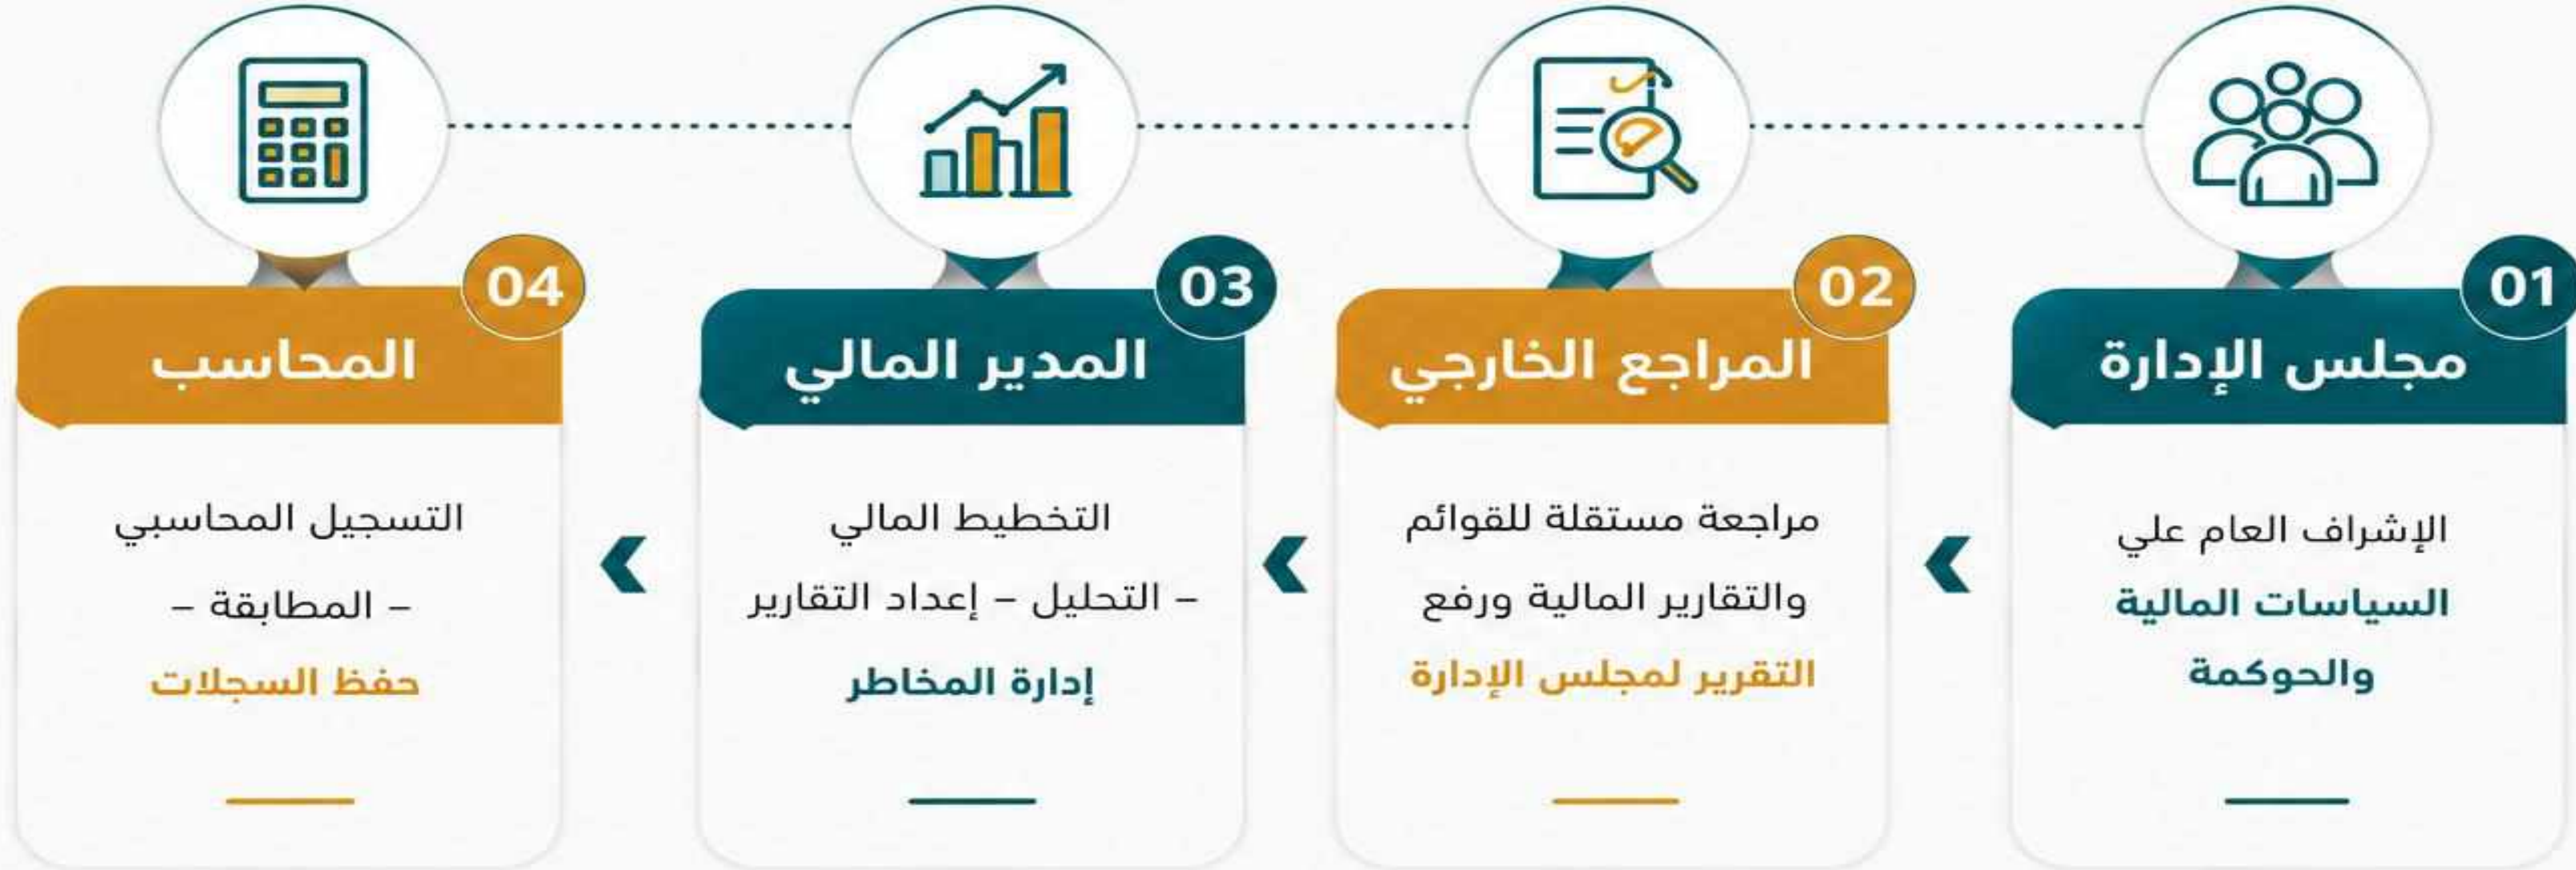 01
مجلس الإدارة
الإشراف العام علي
السياسات المالية
والحوكمة
02
المراجع الخارجي
مراجعة مستقلة للقوائم
والتقارير المالية ورفع
التقرير لمجلس الإدارة
03
المدير المالي
التخطيط المالي
– التحليل – إعداد التقارير
إدارة المخاطر
04
المحاسب
التسجيل المحاسبي
– المطابقة –
حفظ السجلات